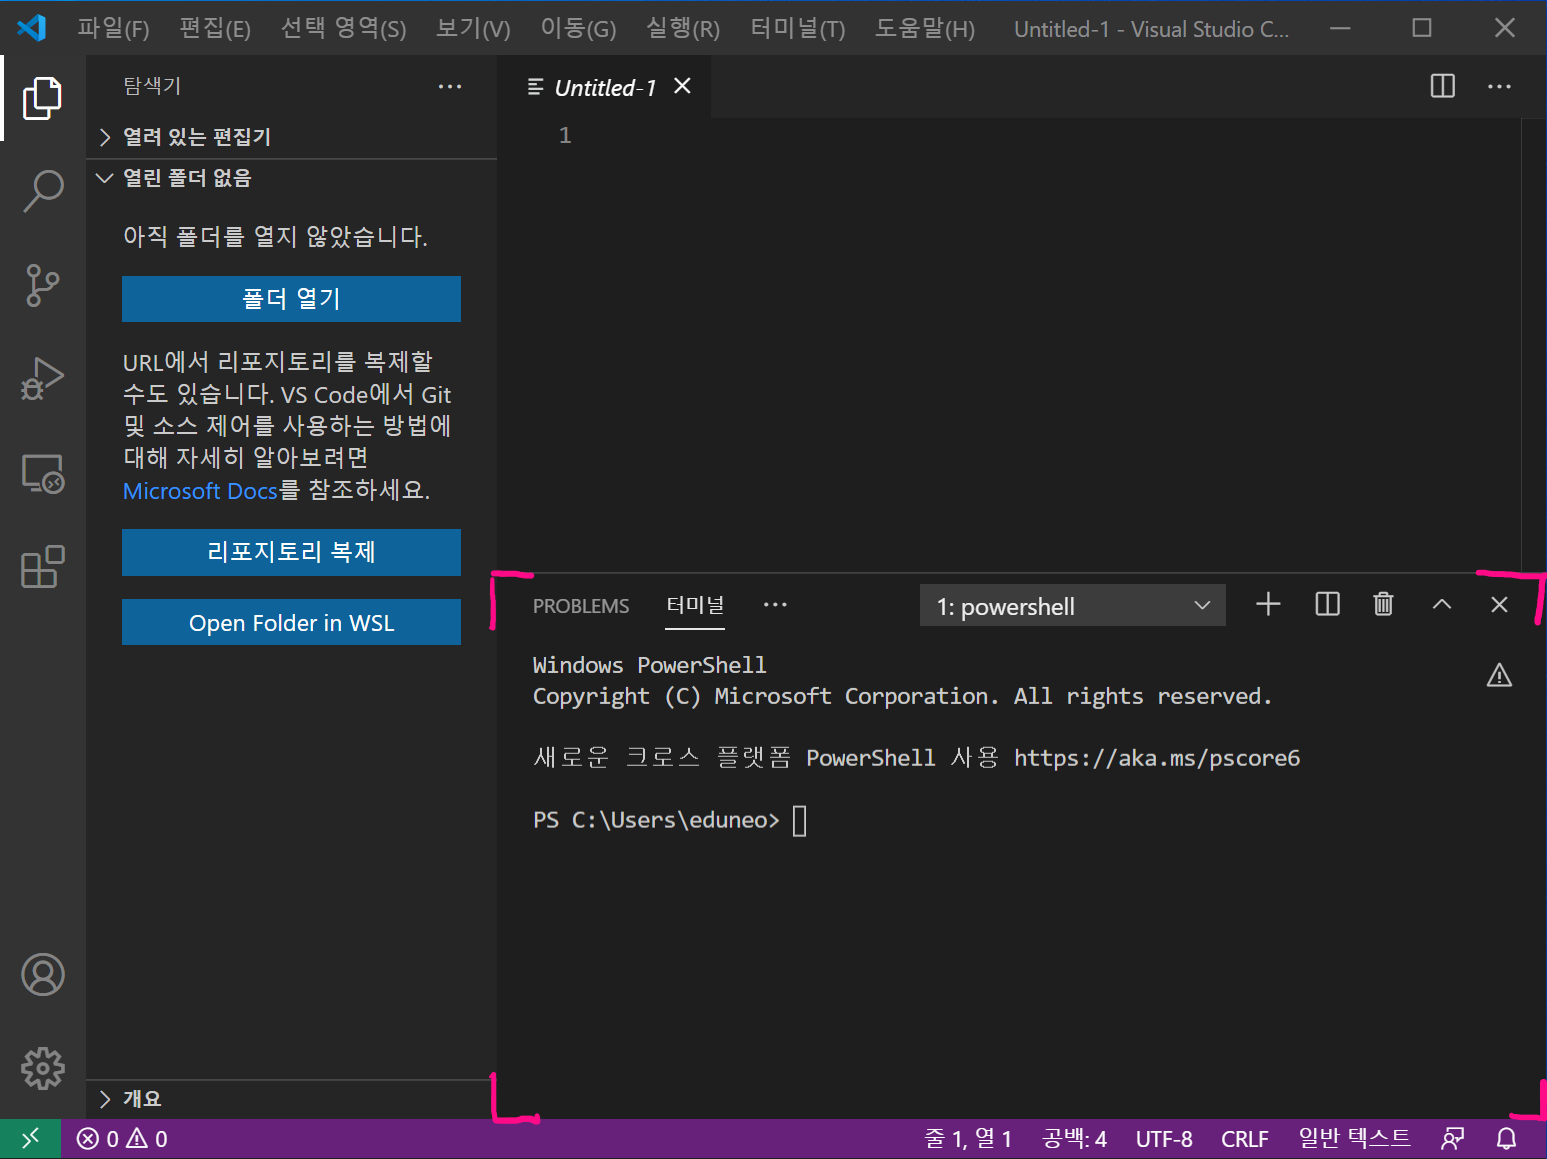 파일(F) 편집(E) 선택 영역(S) 보기(V) 이동(G) 실행(R) 터미널(T) 도움말(H) Untitled-1 - Visual Studio C...
탐색기
열려 있는 편집기
열린 폴더 없음
아직 폴더를 열지 않았습니다.
폴더 열기
URL에서 리포지토리를 복제할
수도 있습니다. VS Code에서 Git
및 소스 제어를 사용하는 방법에
대해 자세히 알아보려면
Microsoft Docs를 참조하세요.
리포지토리 복제
Open Folder in WSL
개요
Untitled-1
1
PROBLEMS 터미널 1: powershell
Windows PowerShell
Copyright (C) Microsoft Corporation. All rights reserved.
새로운 크로스 플랫폼 PowerShell 사용 https://aka.ms/pscore6
PS C:\Users\eduneo>
0 0 줄 1, 열 1 공백: 4 UTF-8 CRLF 일반 텍스트